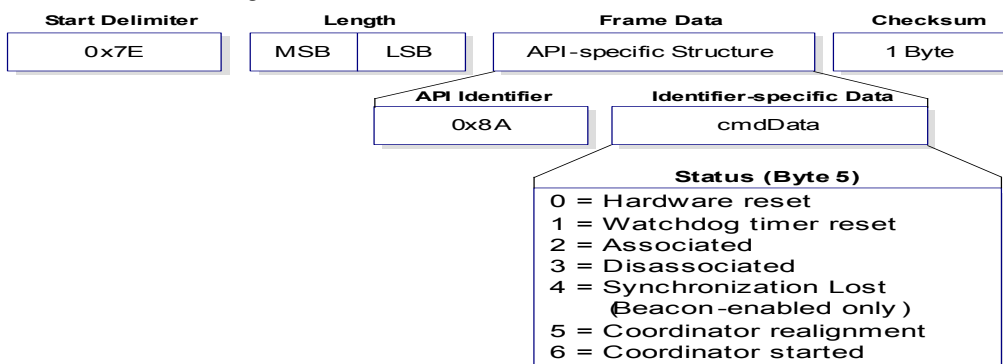 Start Delimiter Length Frame Data Checksum
0x7E MSB LSB API-specific Structure 1 Byte
API Identifier Identifier-specific Data
0x8A cmdData
Status (Byte 5)
0 = Hardware reset
1 = Watchdog timer reset
2 = Associated
3 = Disassociated
4 = Synchronization Lost
(Beacon-enabled only)
5 = Coordinator realignment
6 = Coordinator started